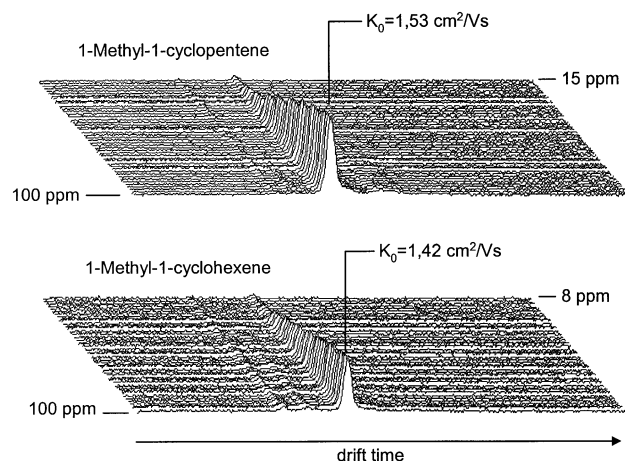 K0=1,53 cm²/Vs
1-Methyl-1-cyclopentene
15 ppm
100 ppm
K0=1,42 cm²/Vs
1-Methyl-1-cyclohexene
8 ppm
100 ppm
drift time